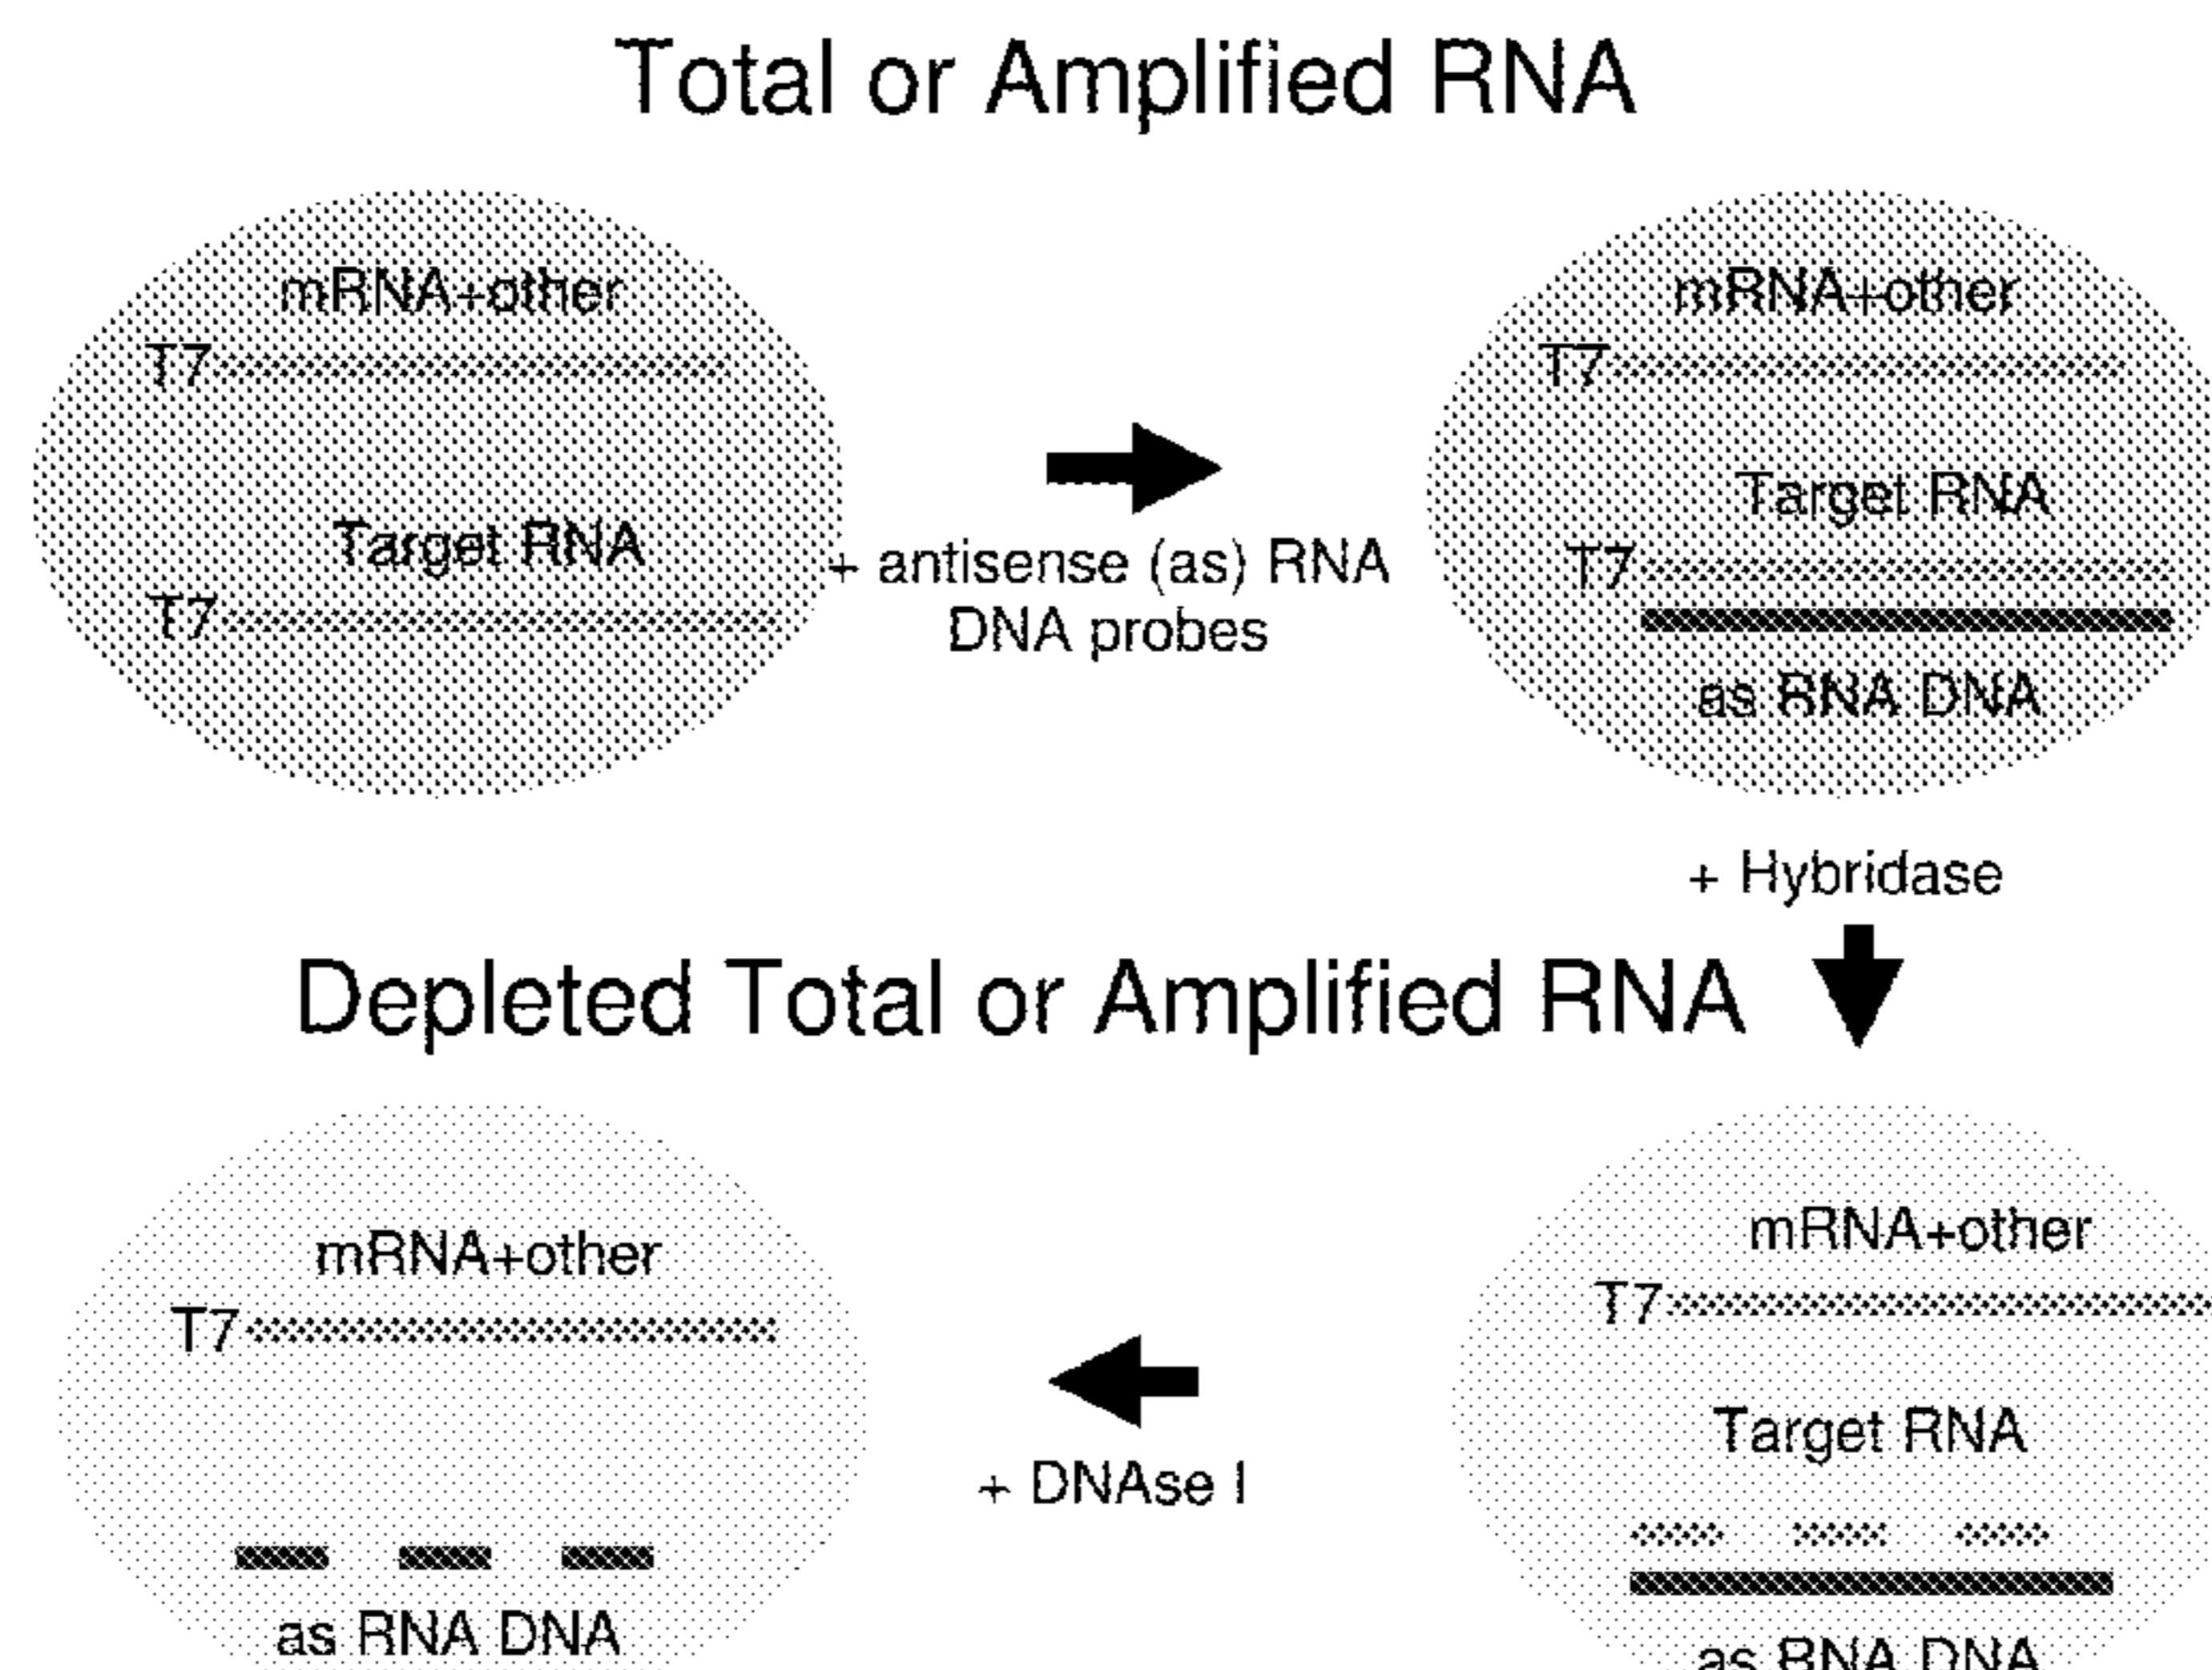 Total or Amplified RNA
mRNA+other
T7
Target RNA
T7
+ antisense (as) RNA
DNA probes
mRNA+other
T7
Target RNA
T7
as RNA DNA
+ Hybridase
Depleted Total or Amplified RNA
mRNA+other
T7
as RNA DNA
+ DNAse I
mRNA+other
T7
Target RNA
as RNA DNA